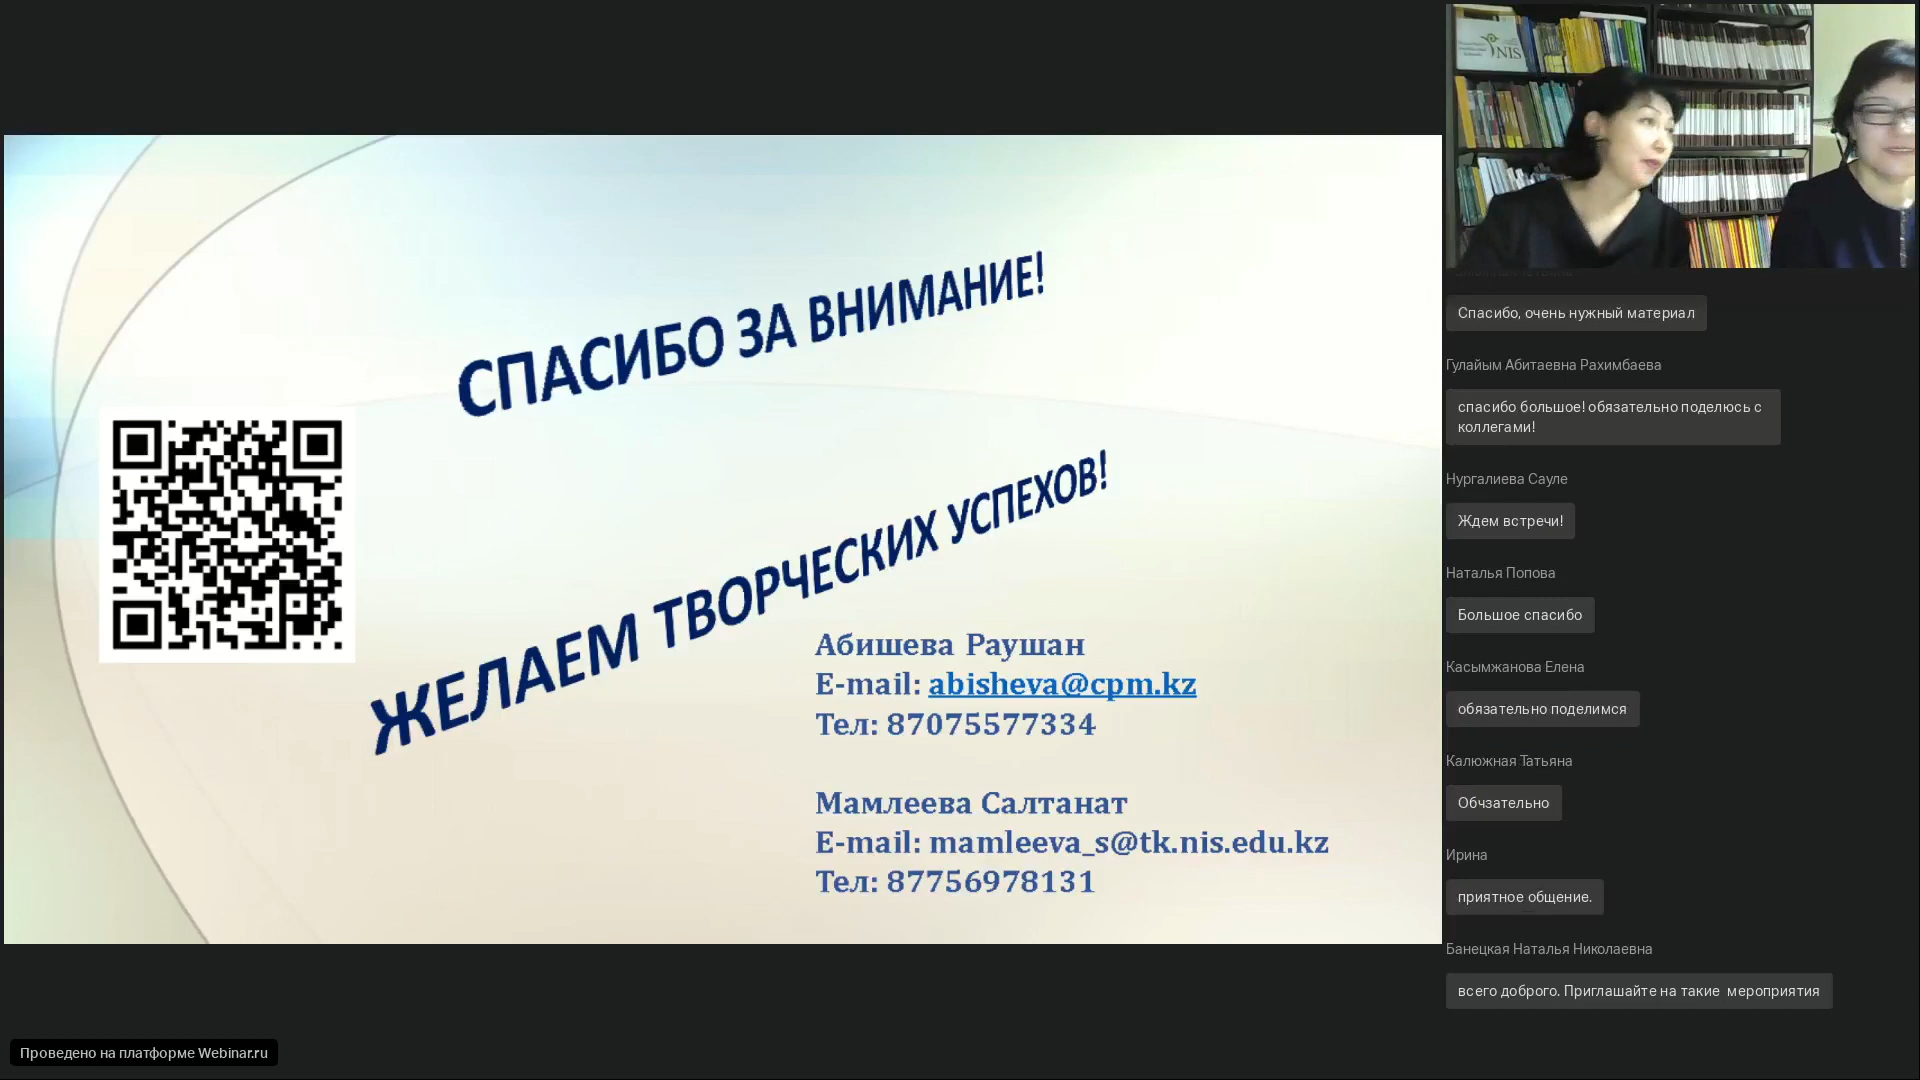 СПАСИБО ЗА ВНИМАНИЕ!
ЖЕЛАЕМ ТВОРЧЕСКИХ УСПЕХОВ!
Абишева Раушан
E-mail: abisheva@cpm.kz
Тел: 87075577334
Мамлеева Салтанат
E-mail: mamleeva_s@tk.nis.edu.kz
Тел: 87756978131
Проведено на платформе Webinar.ru
NIS
Спасибо, очень нужный материал
Гулайым Абитаевна Рахимбаева
спасибо большое! обязательно поделюсь с
коллегами!
Нургалиева Сауле
Ждем встречи!
Наталья Попова
Большое спасибо
Касымжанова Елена
обязательно поделимся
Калюжная Татьяна
Обчзательно
Ирина
приятное общение.
Банецкая Наталья Николаевна
всего доброго. Приглашайте на такие  мероприятия